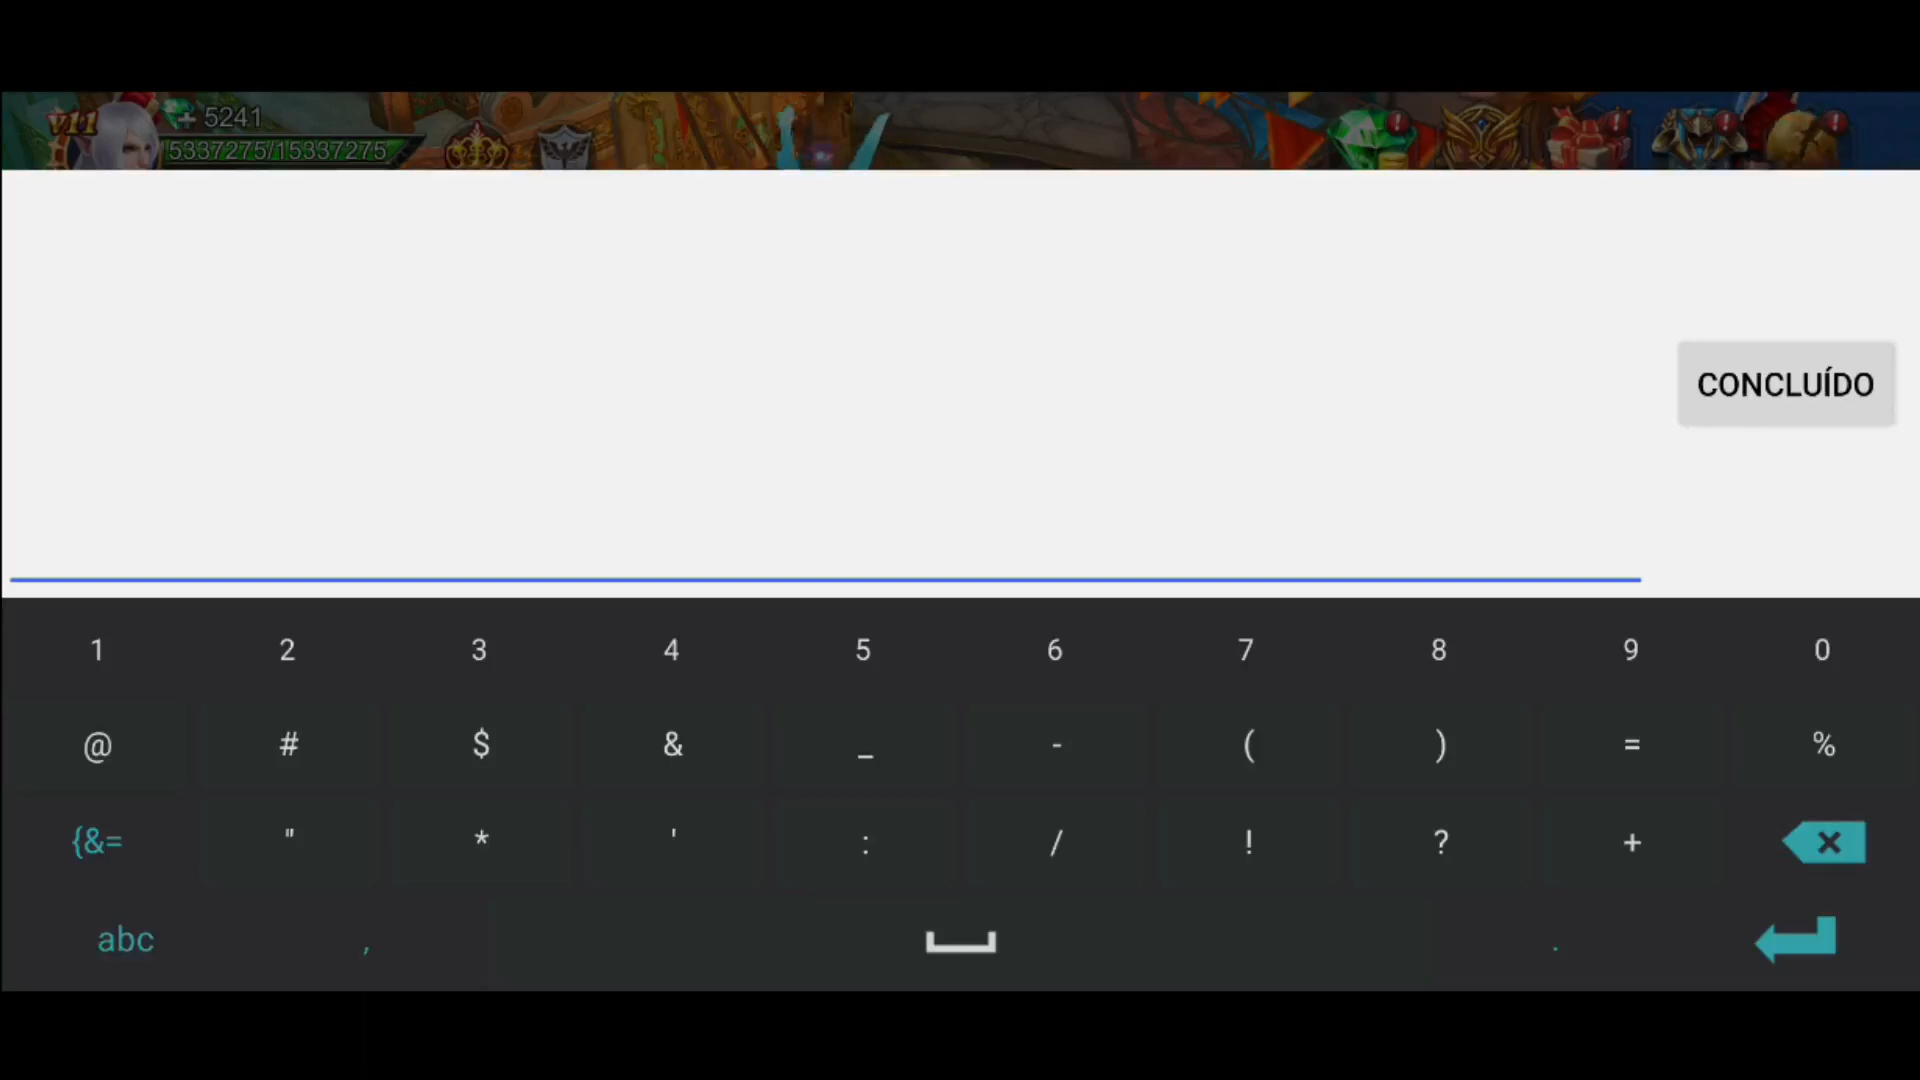 V11
5241
5337275/15337275
CONCLUÍDO
1 2 3 4 5 6 7 8 9 0
@ # $ & _ - ( ) = %
{&= " * ' : / ! ? +
abc , .